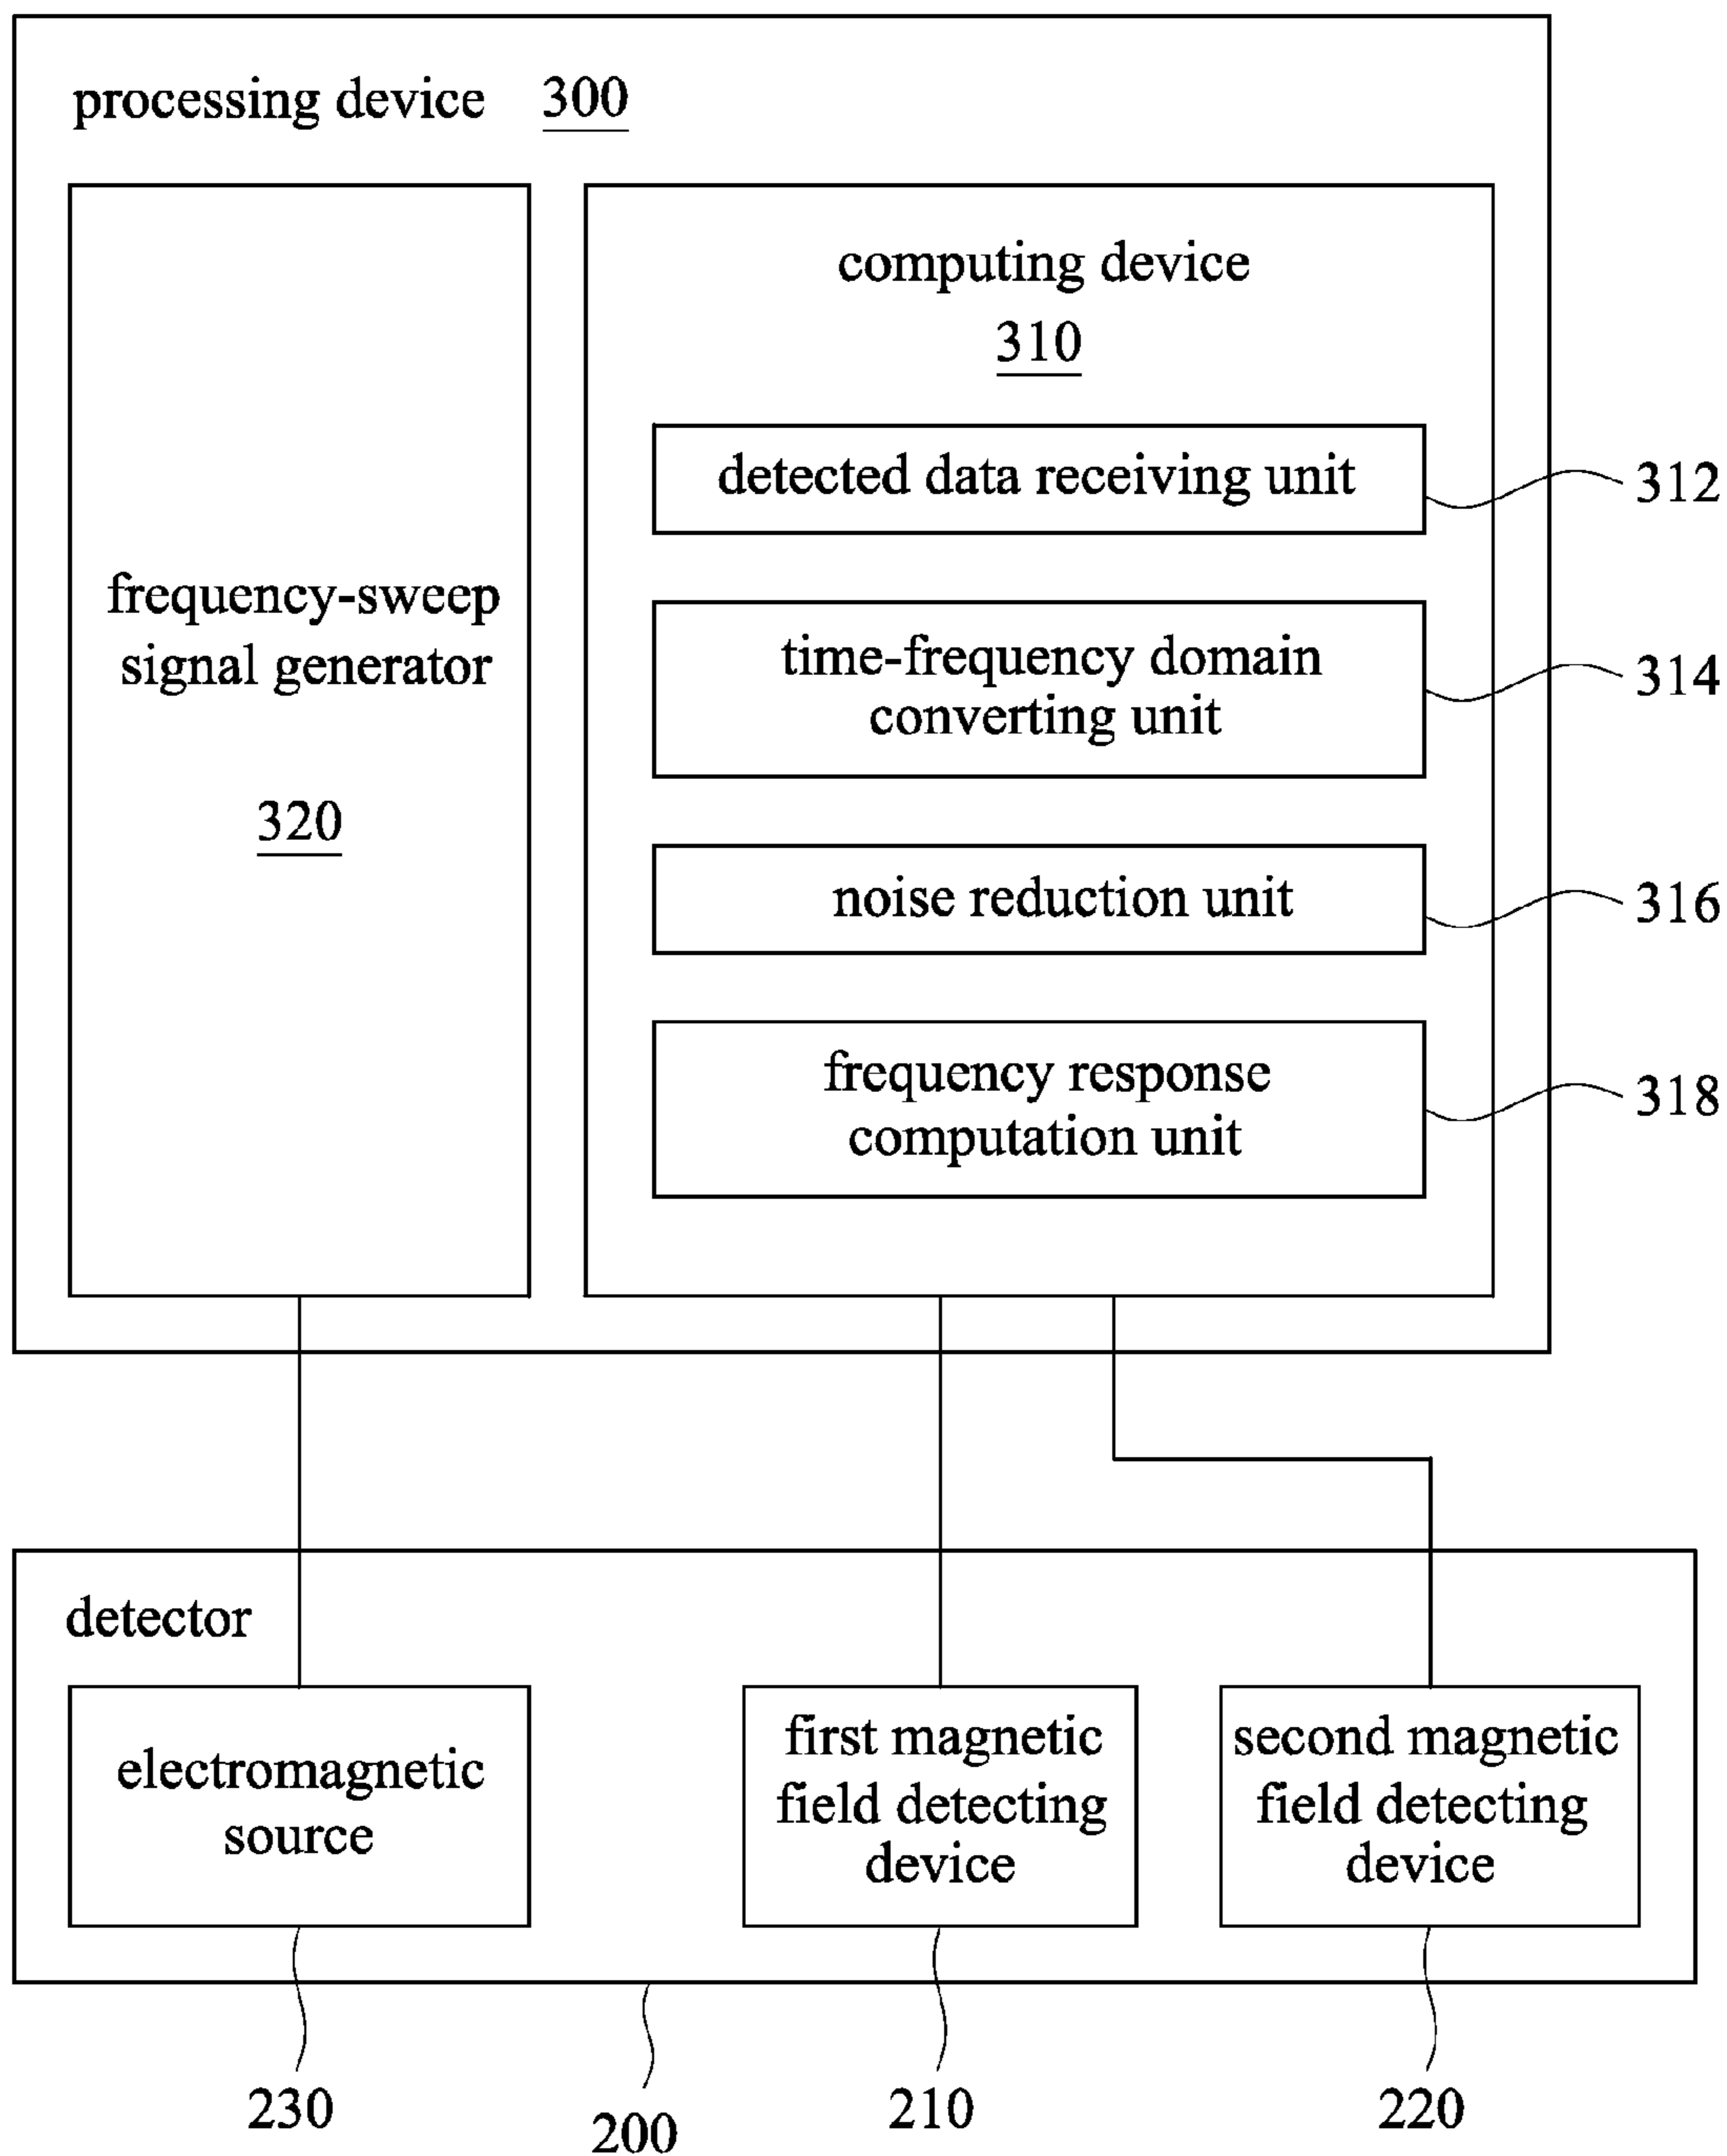 processing device 300
frequency-sweep
signal generator
320
computing device
310
detected data receiving unit
312
time-frequency domain
converting unit
314
noise reduction unit
316
frequency response
computation unit
318
detector
electromagnetic
source
first magnetic
field detecting
device
second magnetic
field detecting
device
230
200
210
220